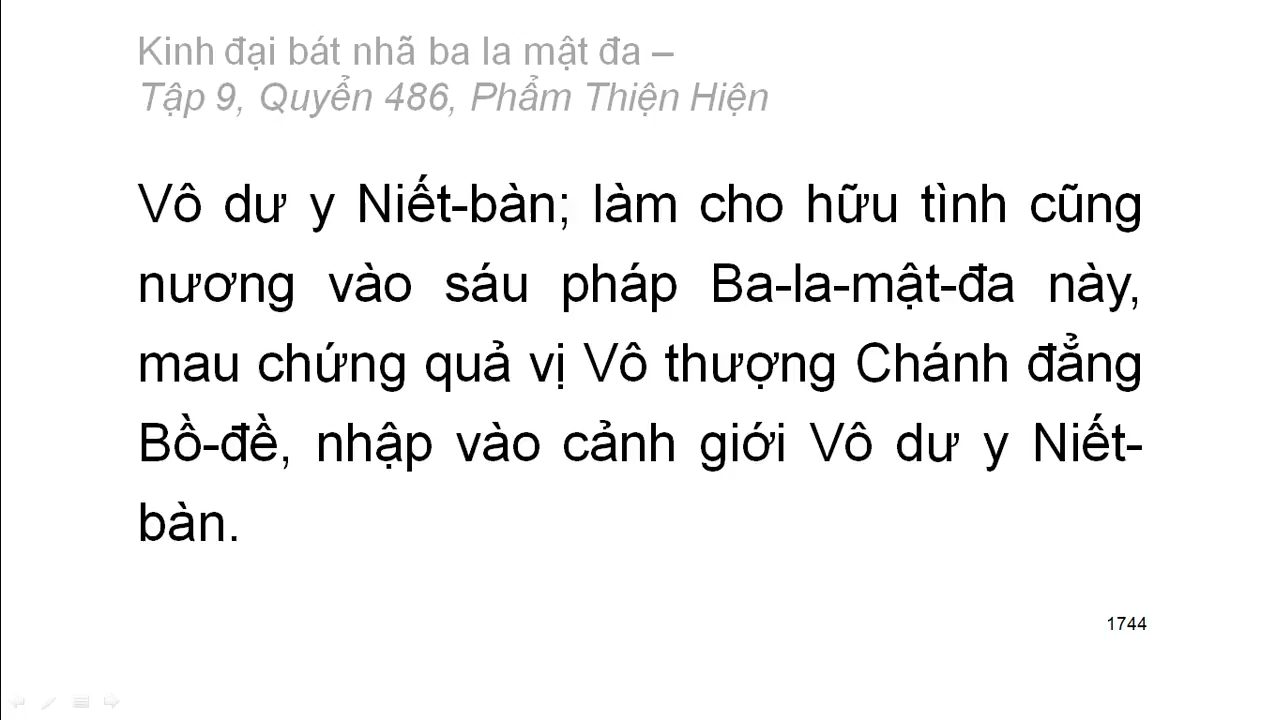 Kinh đại bát nhã ba la mật đa –
Tập 9, Quyển 486, Phẩm Thiện Hiện
Vô dư y Niết-bàn; làm cho hữu tình cũng
nương vào sáu pháp Ba-la-mật-đa này,
mau chứng quả vị Vô thượng Chánh đẳng
Bồ-đề, nhập vào cảnh giới Vô dư y Niết-
bàn.
1744